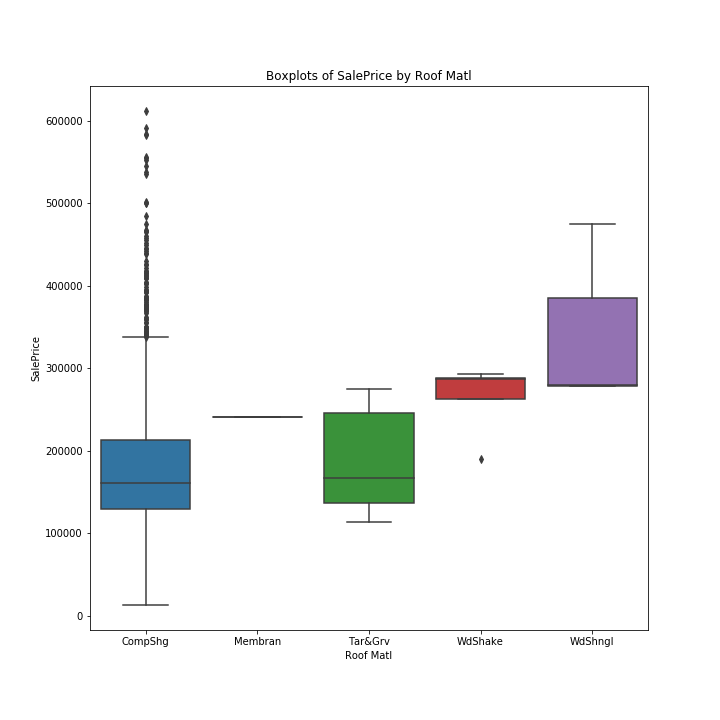 Boxplots of SalePrice by Roof Matl
600000
500000
400000
300000
200000
100000
0
SalePrice
CompShg Membran Tar&Grv WdShake WdShngl
Roof Matl